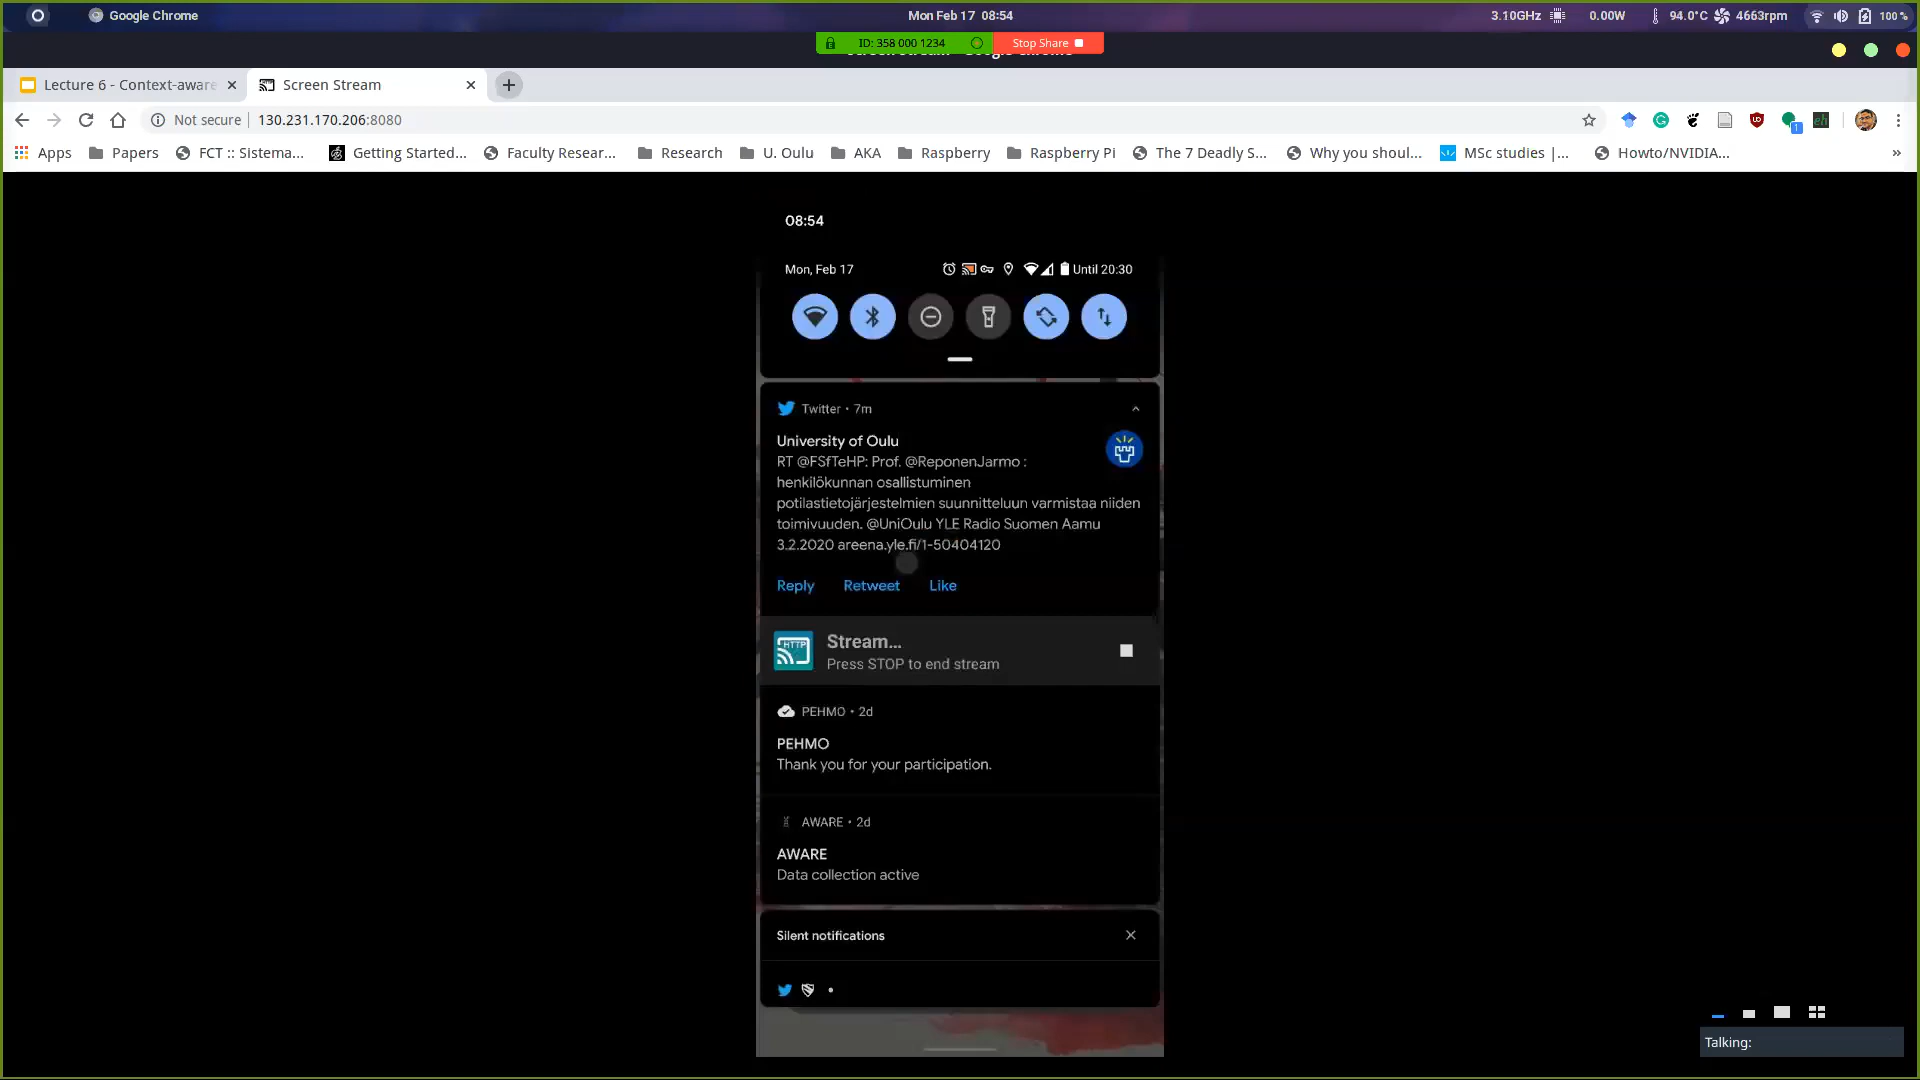 Google Chrome
Mon Feb 17 08:54
3.10GHz 0.00W 94.0°C 4663rpm 100 %
ID: 358 000 1234 Stop Share
Lecture 6 - Context-aware
Screen Stream
Not secure 130.231.170.206:8080
Apps Papers FCT :: Sistema... Getting Started... Faculty Resear... Research U. Oulu AKA Raspberry Raspberry Pi The 7 Deadly S... Why you shoul... MSc studies |... Howto/NVIDIA... »
08:54
Mon, Feb 17 Until 20:30
Twitter • 7m
University of Oulu
RT @FSfTeHP: Prof. @ReponenJarmo :
henkilökunnan osallistuminen
potilastietojärjestelmien suunnitteluun varmistaa niiden
toimivuuden. @UniOulu YLE Radio Suomen Aamu
3.2.2020 areena.yle.fi/1-50404120
Reply Retweet Like
HTTP
Stream...
Press STOP to end stream
PEHMO • 2d
PEHMO
Thank you for your participation.
AWARE • 2d
AWARE
Data collection active
Silent notifications
Talking: